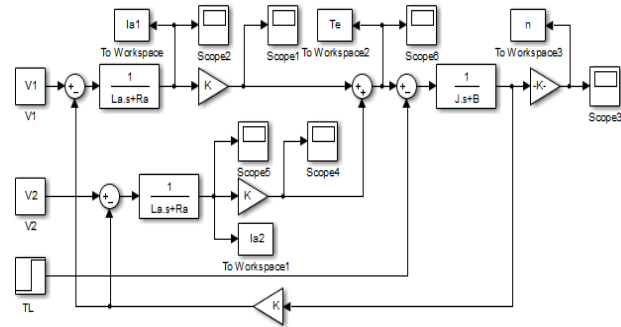 Ia1
To Workspace
Scope2
Scope1
Te
To Workspace2
Scope6
n
To Workspace3
V1
V1
+
−
1
La.s+Ra
K
+
+
+
−
1
J.s+B
-K-
Scope3
Scope5
Scope4
V2
V2
+
−
1
La.s+Ra
K
Ia2
To Workspace1
TL
K